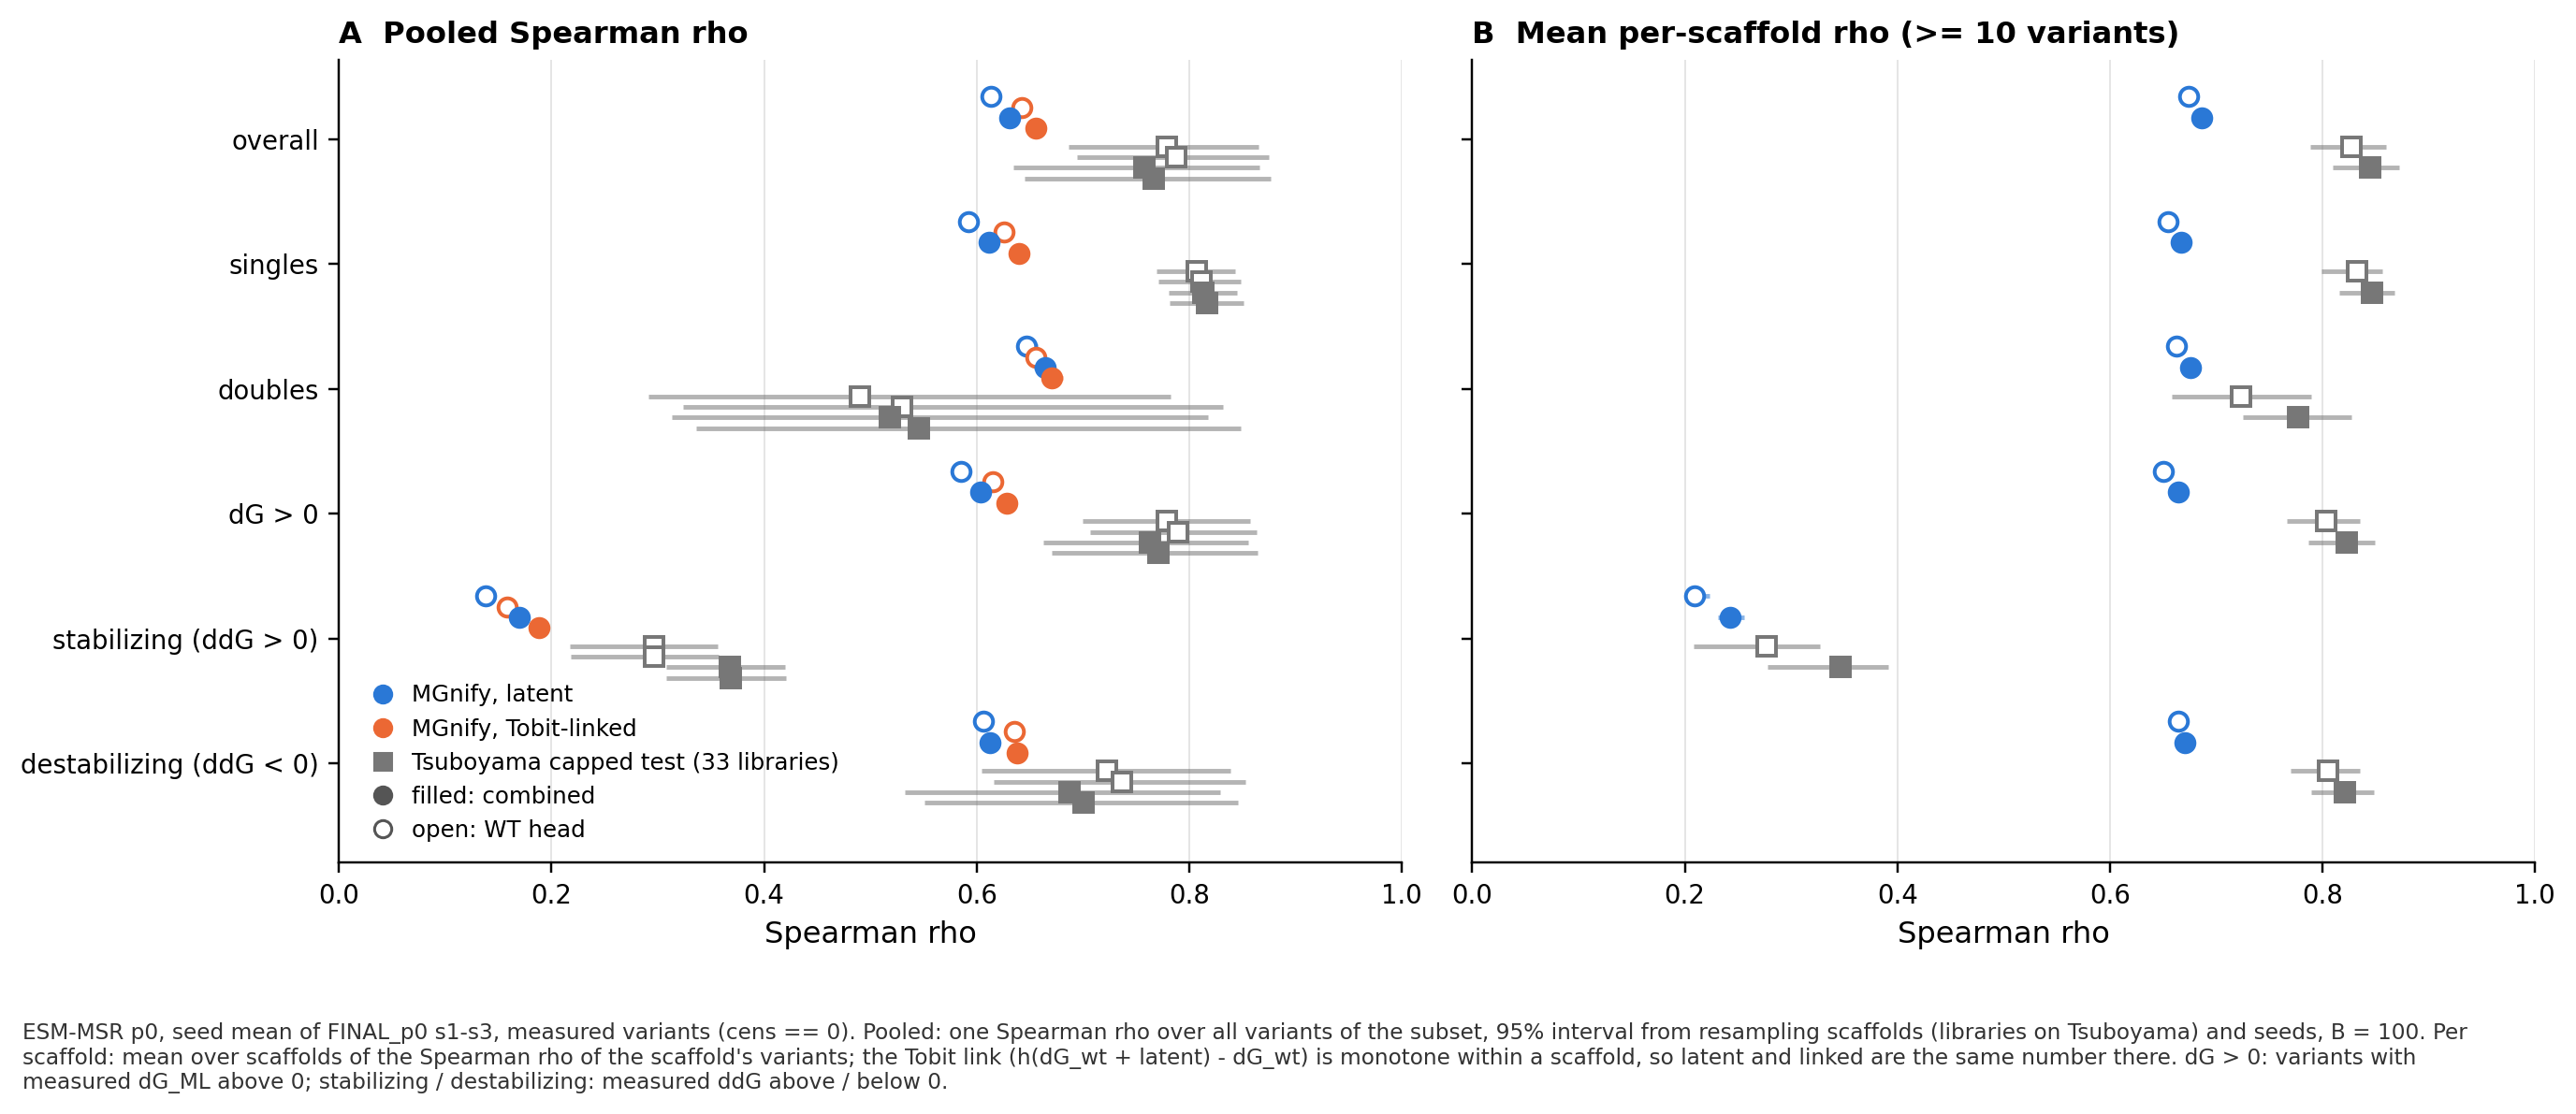 A  Pooled Spearman rho
B  Mean per-scaffold rho (>= 10 variants)
overall
singles
doubles
dG > 0
stabilizing (ddG > 0)
destabilizing (ddG < 0)
MGnify, latent
MGnify, Tobit-linked
Tsuboyama capped test (33 libraries)
filled: combined
open: WT head
0.0 0.2 0.4 0.6 0.8 1.0
0.0 0.2 0.4 0.6 0.8 1.0
Spearman rho
Spearman rho
ESM-MSR p0, seed mean of FINAL_p0 s1-s3, measured variants (cens == 0). Pooled: one Spearman rho over all variants of the subset, 95% interval from resampling scaffolds (libraries on Tsuboyama) and seeds, B = 100. Per
scaffold: mean over scaffolds of the Spearman rho of the scaffold's variants; the Tobit link (h(dG_wt + latent) - dG_wt) is monotone within a scaffold, so latent and linked are the same number there. dG > 0: variants with
measured dG_ML above 0; stabilizing / destabilizing: measured ddG above / below 0.